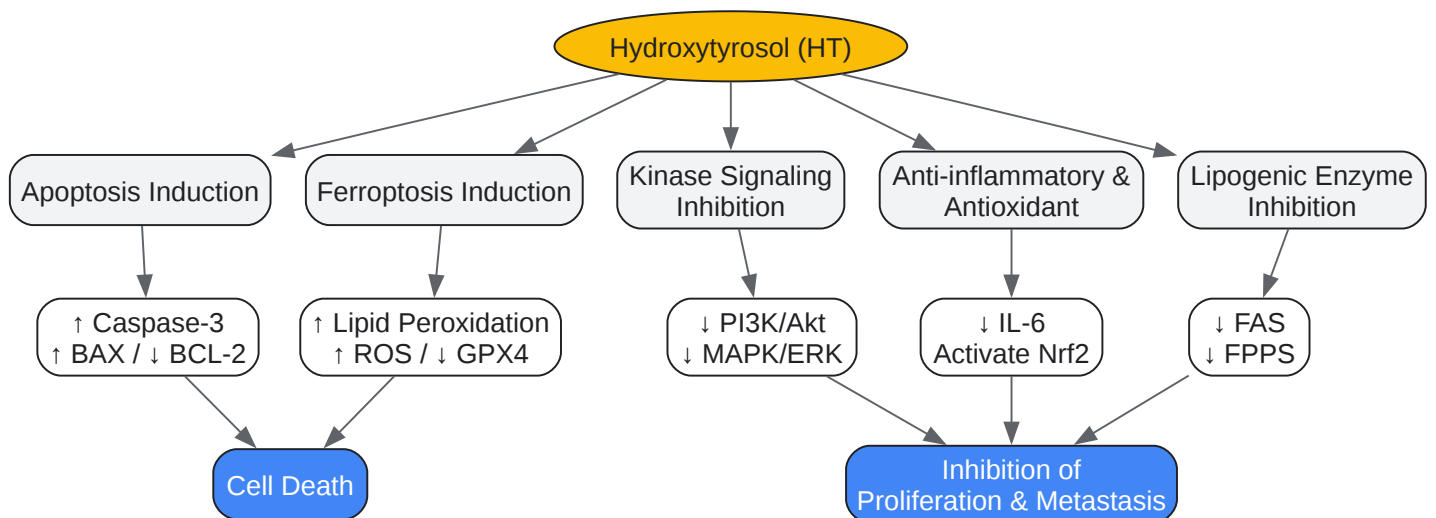 Hydroxytyrosol (HT)
Apoptosis Induction
Ferroptosis Induction
Kinase Signaling
Inhibition
Anti-inflammatory &
Antioxidant
Lipogenic Enzyme
Inhibition
↑ Caspase-3
↑ BAX / ↓ BCL-2
↑ Lipid Peroxidation
↑ ROS / ↓ GPX4
↓ PI3K/Akt
↓ MAPK/ERK
↓ IL-6
Activate Nrf2
↓ FAS
↓ FPPS
Cell Death
Inhibition of
Proliferation & Metastasis